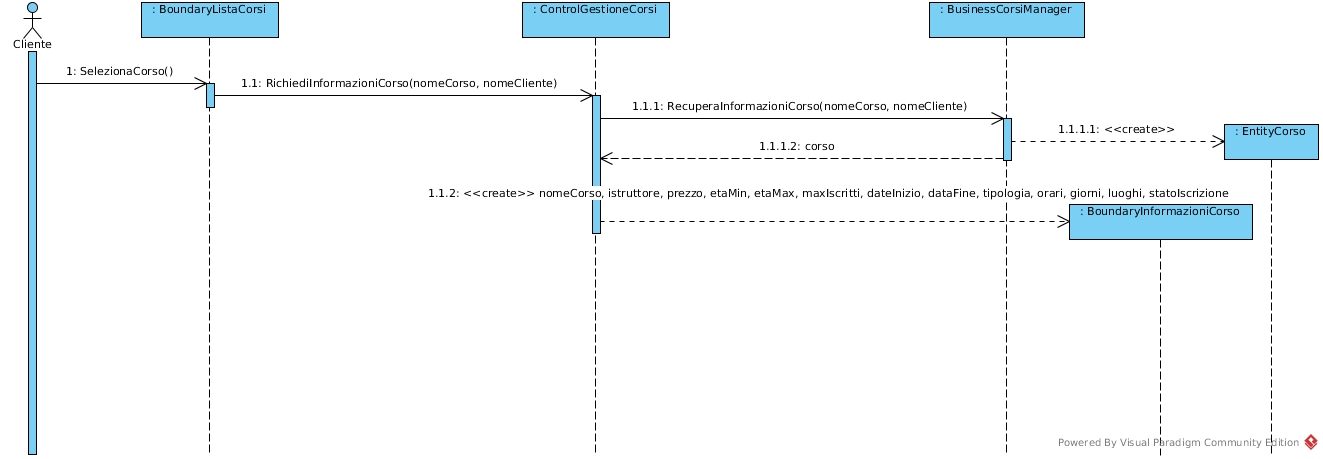 : BoundaryListaCorsi
: ControlGestioneCorsi
: BusinessCorsiManager
Cliente
1: SelezionaCorso()
1.1: RichiediInformazioniCorso(nomeCorso, nomeCliente)
1.1.1: RecuperaInformazioniCorso(nomeCorso, nomeCliente)
1.1.1.1: <<create>>
: EntityCorso
1.1.1.2: corso
1.1.2: <<create>> nomeCorso, istruttore, prezzo, etaMin, etaMax, maxIscritti, dateInizio, dataFine, tipologia, orari, giorni, luoghi, statoIscrizione
: BoundaryInformazioniCorso
Powered By Visual Paradigm Community Edition